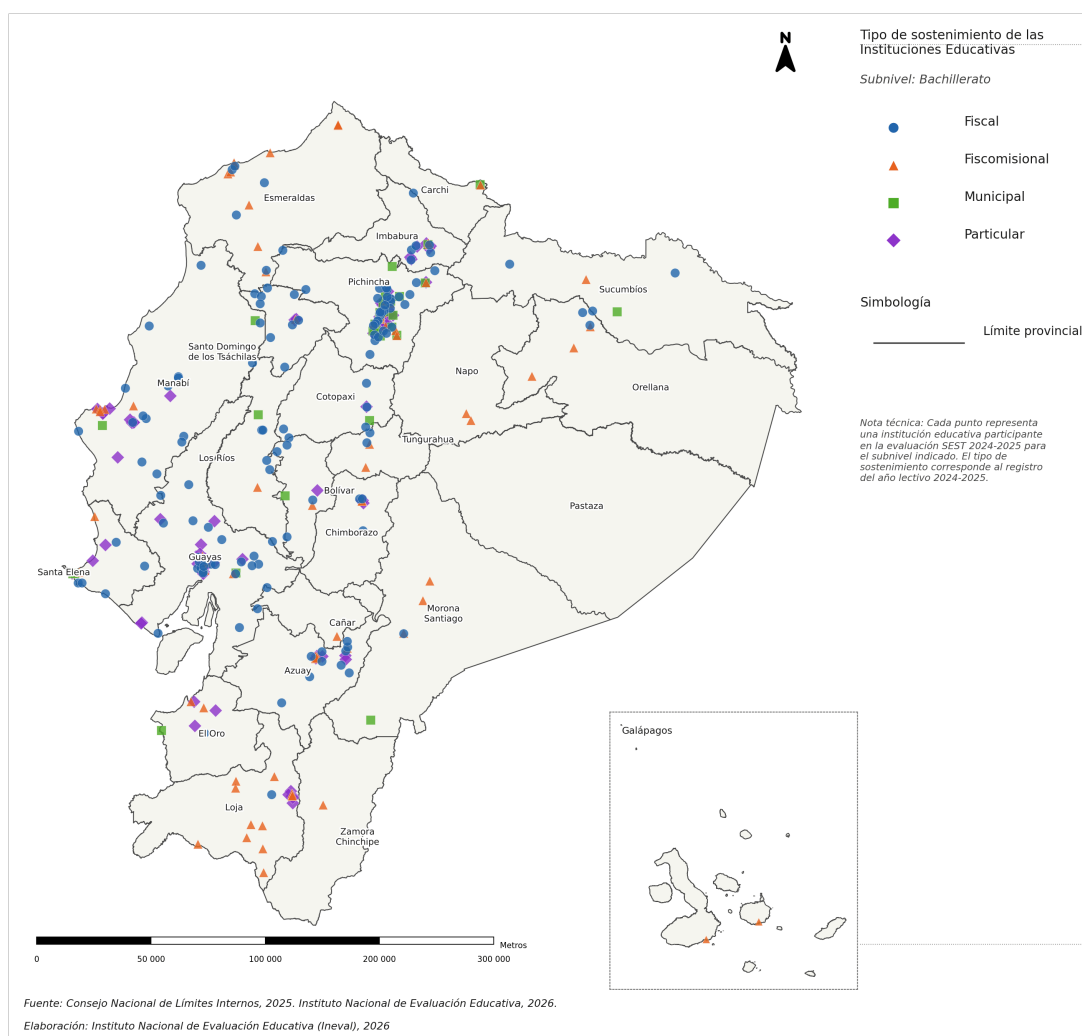 N
Tipo de sostenimiento de las
Instituciones Educativas
Subnivel: Bachillerato
Fiscal
Fiscomisional
Municipal
Particular
Simbología
Límite provincial
Nota técnica: Cada punto representa
una institución educativa participante
en la evaluación SEST 2024-2025 para
el subnivel indicado. El tipo de
sostenimiento corresponde al registro
del año lectivo 2024-2025.
Esmeraldas
Carchi
Imbabura
Pichincha
Sucumbíos
Santo Domingo
de los Tsáchilas
Manabí
Napo
Orellana
Cotopaxi
Tungurahua
Los Ríos
Bolívar
Pastaza
Chimborazo
Guayas
Santa Elena
Morona
Santiago
Cañar
Azuay
El Oro
Loja
Zamora
Chinchipe
Galápagos
Metros
0 50 000 100 000 200 000 300 000
Fuente: Consejo Nacional de Límites Internos, 2025. Instituto Nacional de Evaluación Educativa, 2026.
Elaboración: Instituto Nacional de Evaluación Educativa (Ineval), 2026